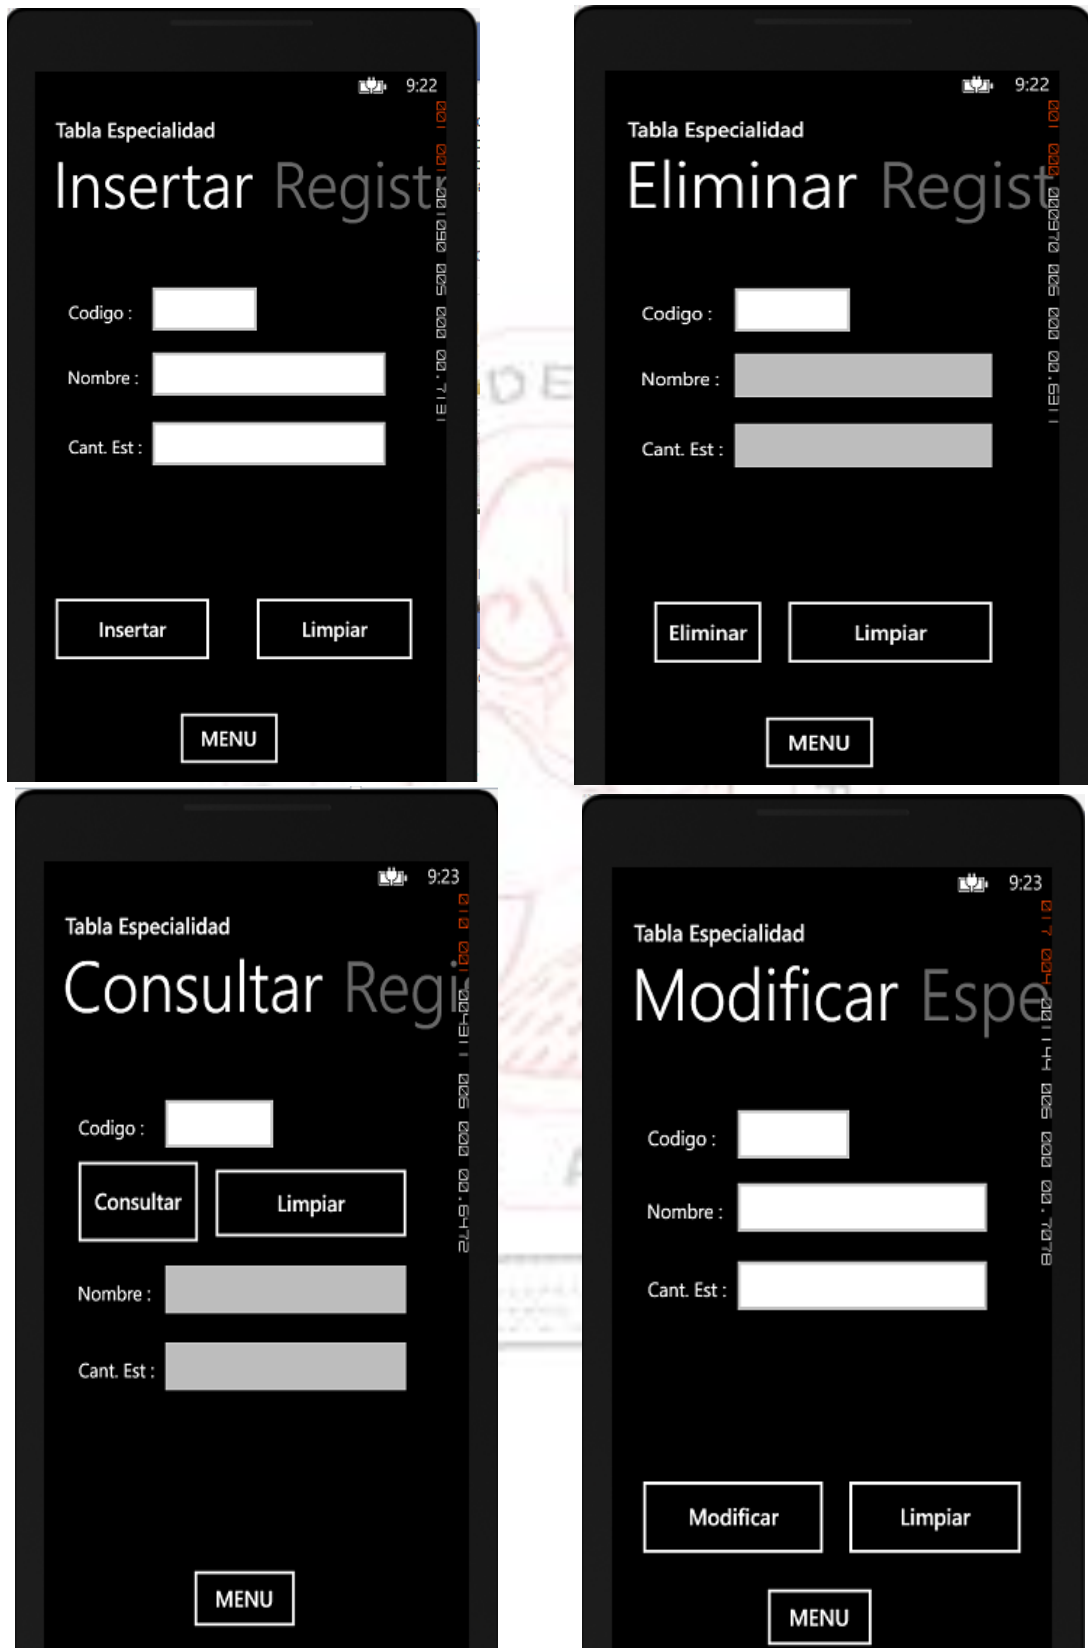 9:22
Tabla Especialidad
Insertar Regist
Codigo :
Nombre :
Cant. Est :
Insertar Limpiar
MENU
9:22
Tabla Especialidad
Eliminar Regist
Codigo :
Nombre :
Cant. Est :
Eliminar Limpiar
MENU
DE
9:23
Tabla Especialidad
Consultar Regi
Codigo :
Consultar Limpiar
Nombre :
Cant. Est :
MENU
9:23
Tabla Especialidad
Modificar Espe
Codigo :
Nombre :
Cant. Est :
Modificar Limpiar
MENU